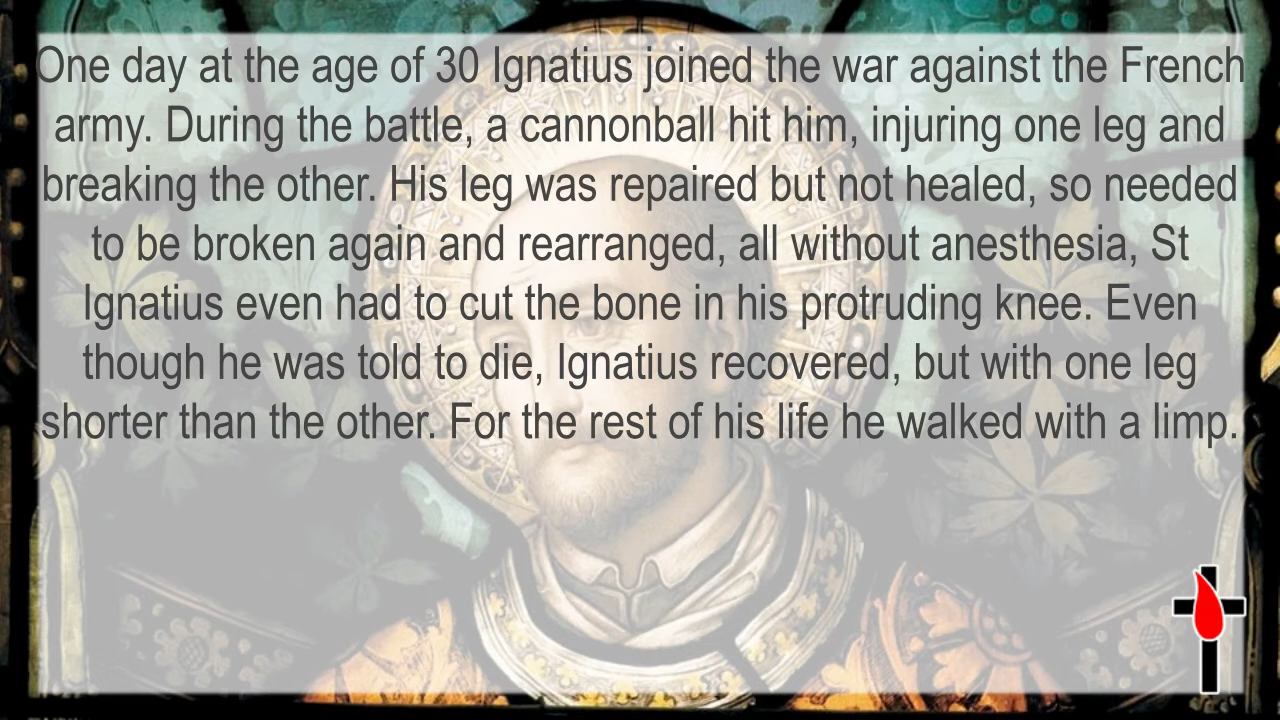 One day at the age of 30 Ignatius joined the war against the French
army. During the battle, a cannonball hit him, injuring one leg and
breaking the other. His leg was repaired but not healed, so needed
to be broken again and rearranged, all without anesthesia, St
Ignatius even had to cut the bone in his protruding knee. Even
though he was told to die, Ignatius recovered, but with one leg
shorter than the other. For the rest of his life he walked with a limp.